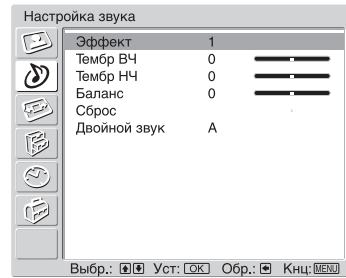 Настройка звука
Эффект 1
Тембр ВЧ 0
Тембр НЧ 0
Баланс 0
Сброс
Двойной звук A
Выбр.: Уст: OK Обр.: Кнц: MENU